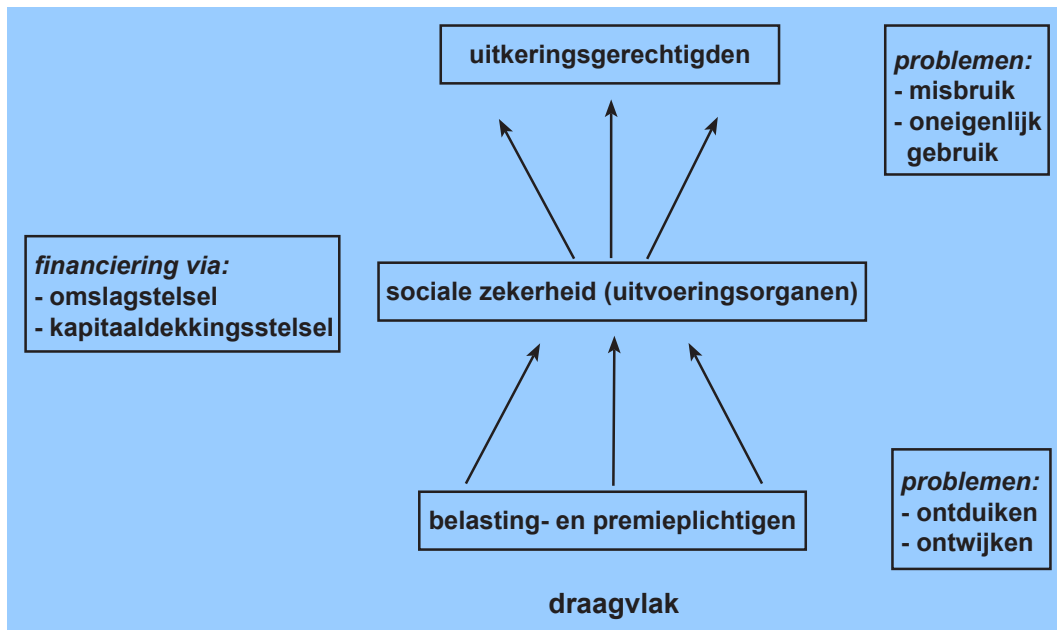 uitkeringsgerechtigden
problemen:
- misbruik
- oneigenlijk
gebruik
financiering via:
- omslagstelsel
- kapitaaldekkingsstelsel
sociale zekerheid (uitvoeringsorganen)
belasting- en premieplichtigen
problemen:
- ontduiken
- ontwijken
draagvlak